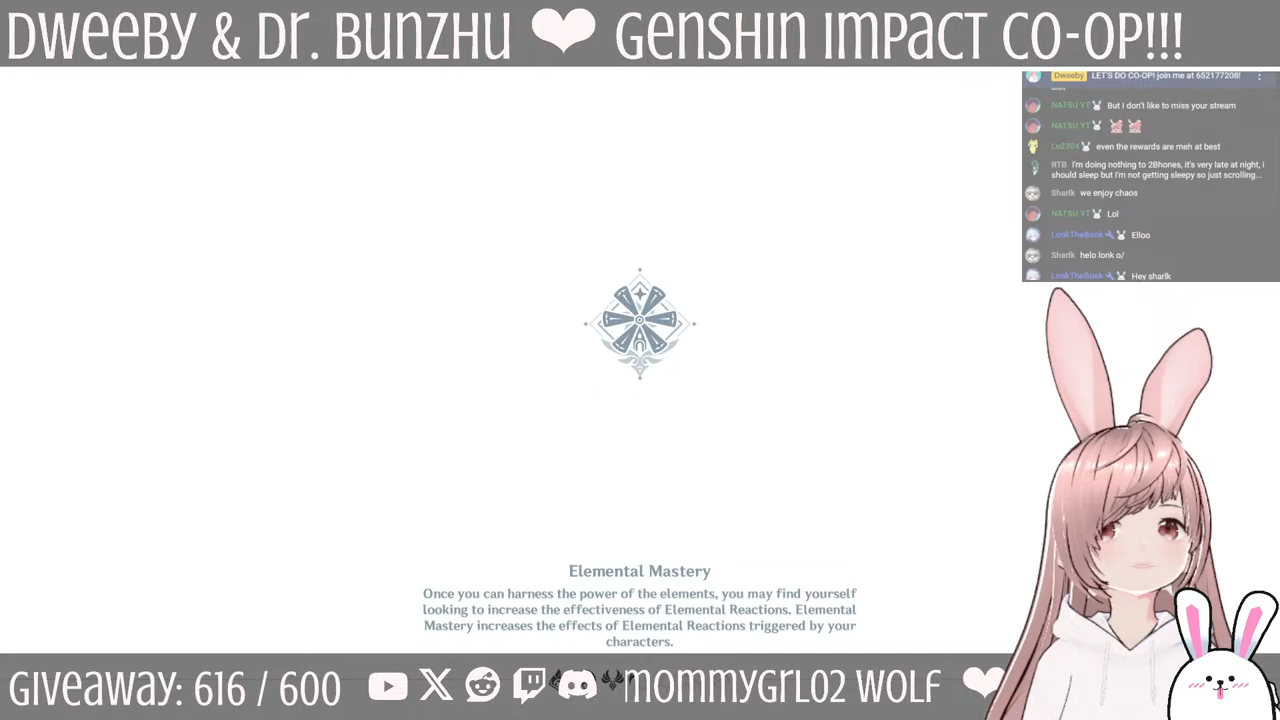 Dweeby & Dr. Bunzhu ❤ Genshin Impact CO-OP!!!
Dweeby LET'S DO CO-OP! join me at 652177208!
NATSU YT But I don't like to miss your stream
NATSU YT
Lu2304 even the rewards are meh at best
RTB I'm doing nothing to 2Bhones, it's very late at night, i
should sleep but I'm not getting sleepy so just scrolling...
Sharlk we enjoy chaos
NATSU YT Lol
LonkTheBonk Elloo
Sharlk helo lonk o/
LonkTheBonk Hey sharlk
Elemental Mastery
Once you can harness the power of the elements, you may find yourself
looking to increase the effectiveness of Elemental Reactions. Elemental
Mastery increases the effects of Elemental Reactions triggered by your
characters.
Giveaway: 616 / 600 mommygrl02 wolf